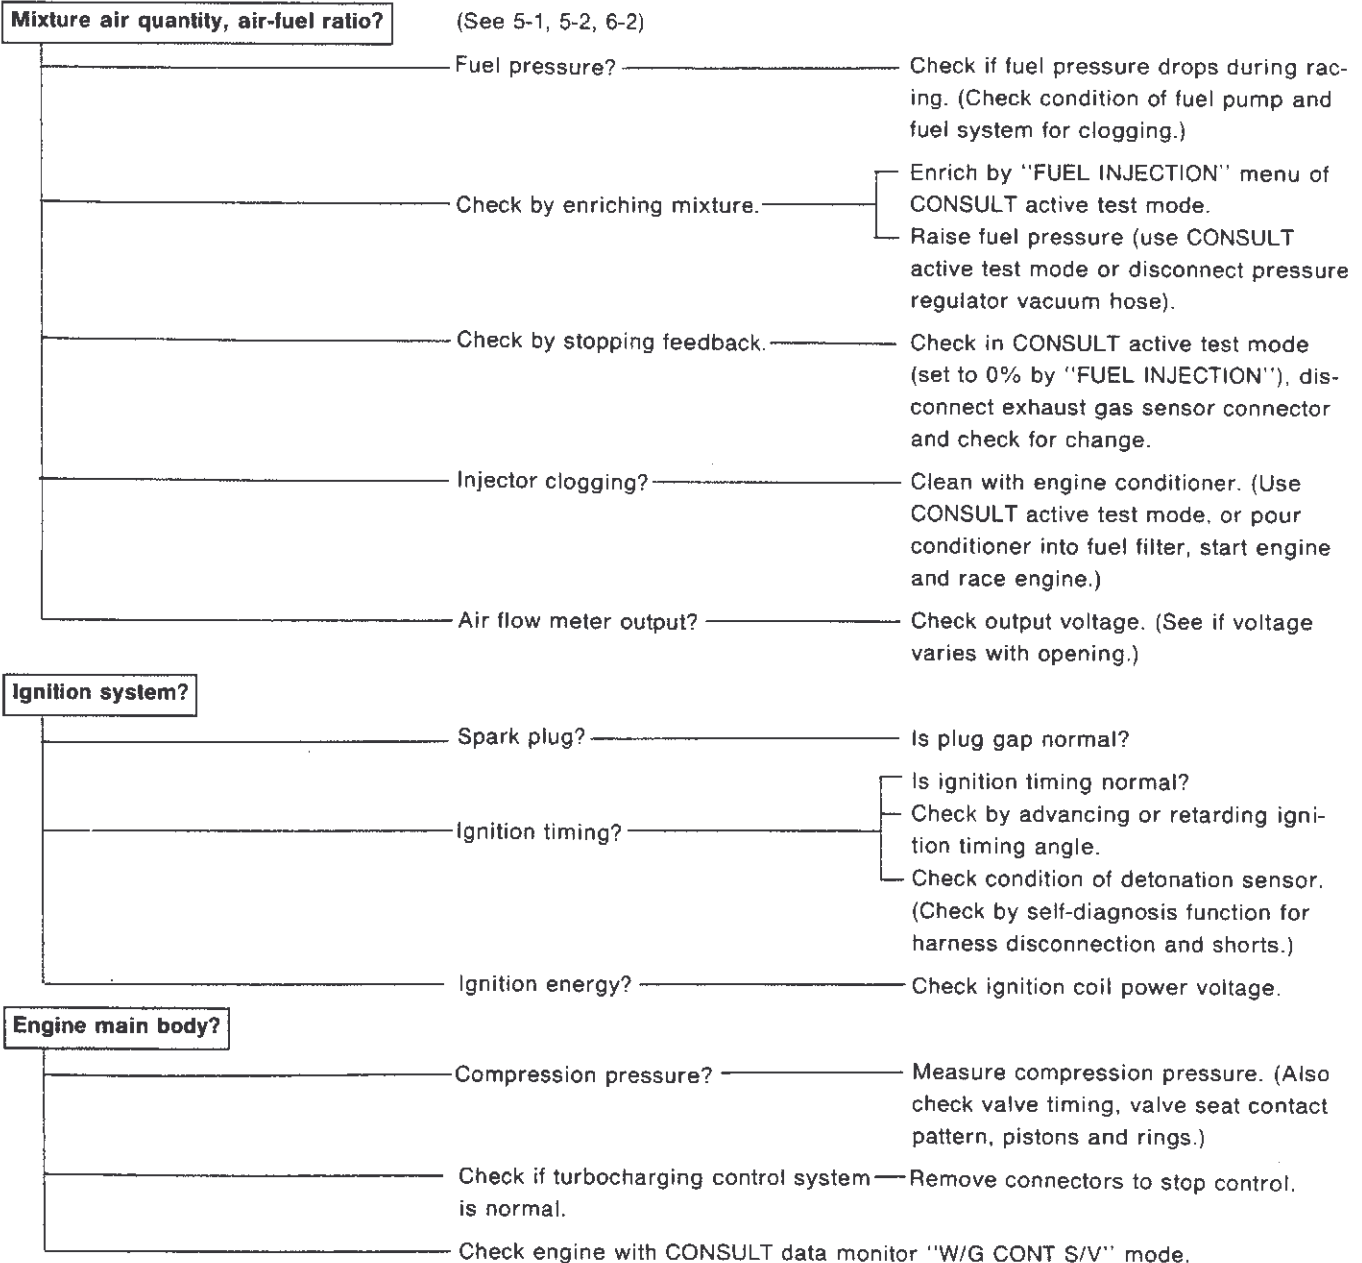 Mixture air quantity, air-fuel ratio?
(See 5-1, 5-2, 6-2)
Fuel pressure?
Check if fuel pressure drops during rac-
ing. (Check condition of fuel pump and
fuel system for clogging.)
Check by enriching mixture.
Enrich by "FUEL INJECTION" menu of
CONSULT active test mode.
Raise fuel pressure (use CONSULT
active test mode or disconnect pressure
regulator vacuum hose).
Check by stopping feedback.
Check in CONSULT active test mode
(set to 0% by "FUEL INJECTION"), dis-
connect exhaust gas sensor connector
and check for change.
Injector clogging?
Clean with engine conditioner. (Use
CONSULT active test mode, or pour
conditioner into fuel filter, start engine
and race engine.)
Air flow meter output?
Check output voltage. (See if voltage
varies with opening.)
Ignition system?
Spark plug?
Is plug gap normal?
Ignition timing?
Is ignition timing normal?
Check by advancing or retarding igni-
tion timing angle.
Check condition of detonation sensor.
(Check by self-diagnosis function for
harness disconnection and shorts.)
Ignition energy?
Check ignition coil power voltage.
Engine main body?
Compression pressure?
Measure compression pressure. (Also
check valve timing, valve seat contact
pattern, pistons and rings.)
Check if turbocharging control system
is normal.
Remove connectors to stop control.
Check engine with CONSULT data monitor "W/G CONT S/V" mode.